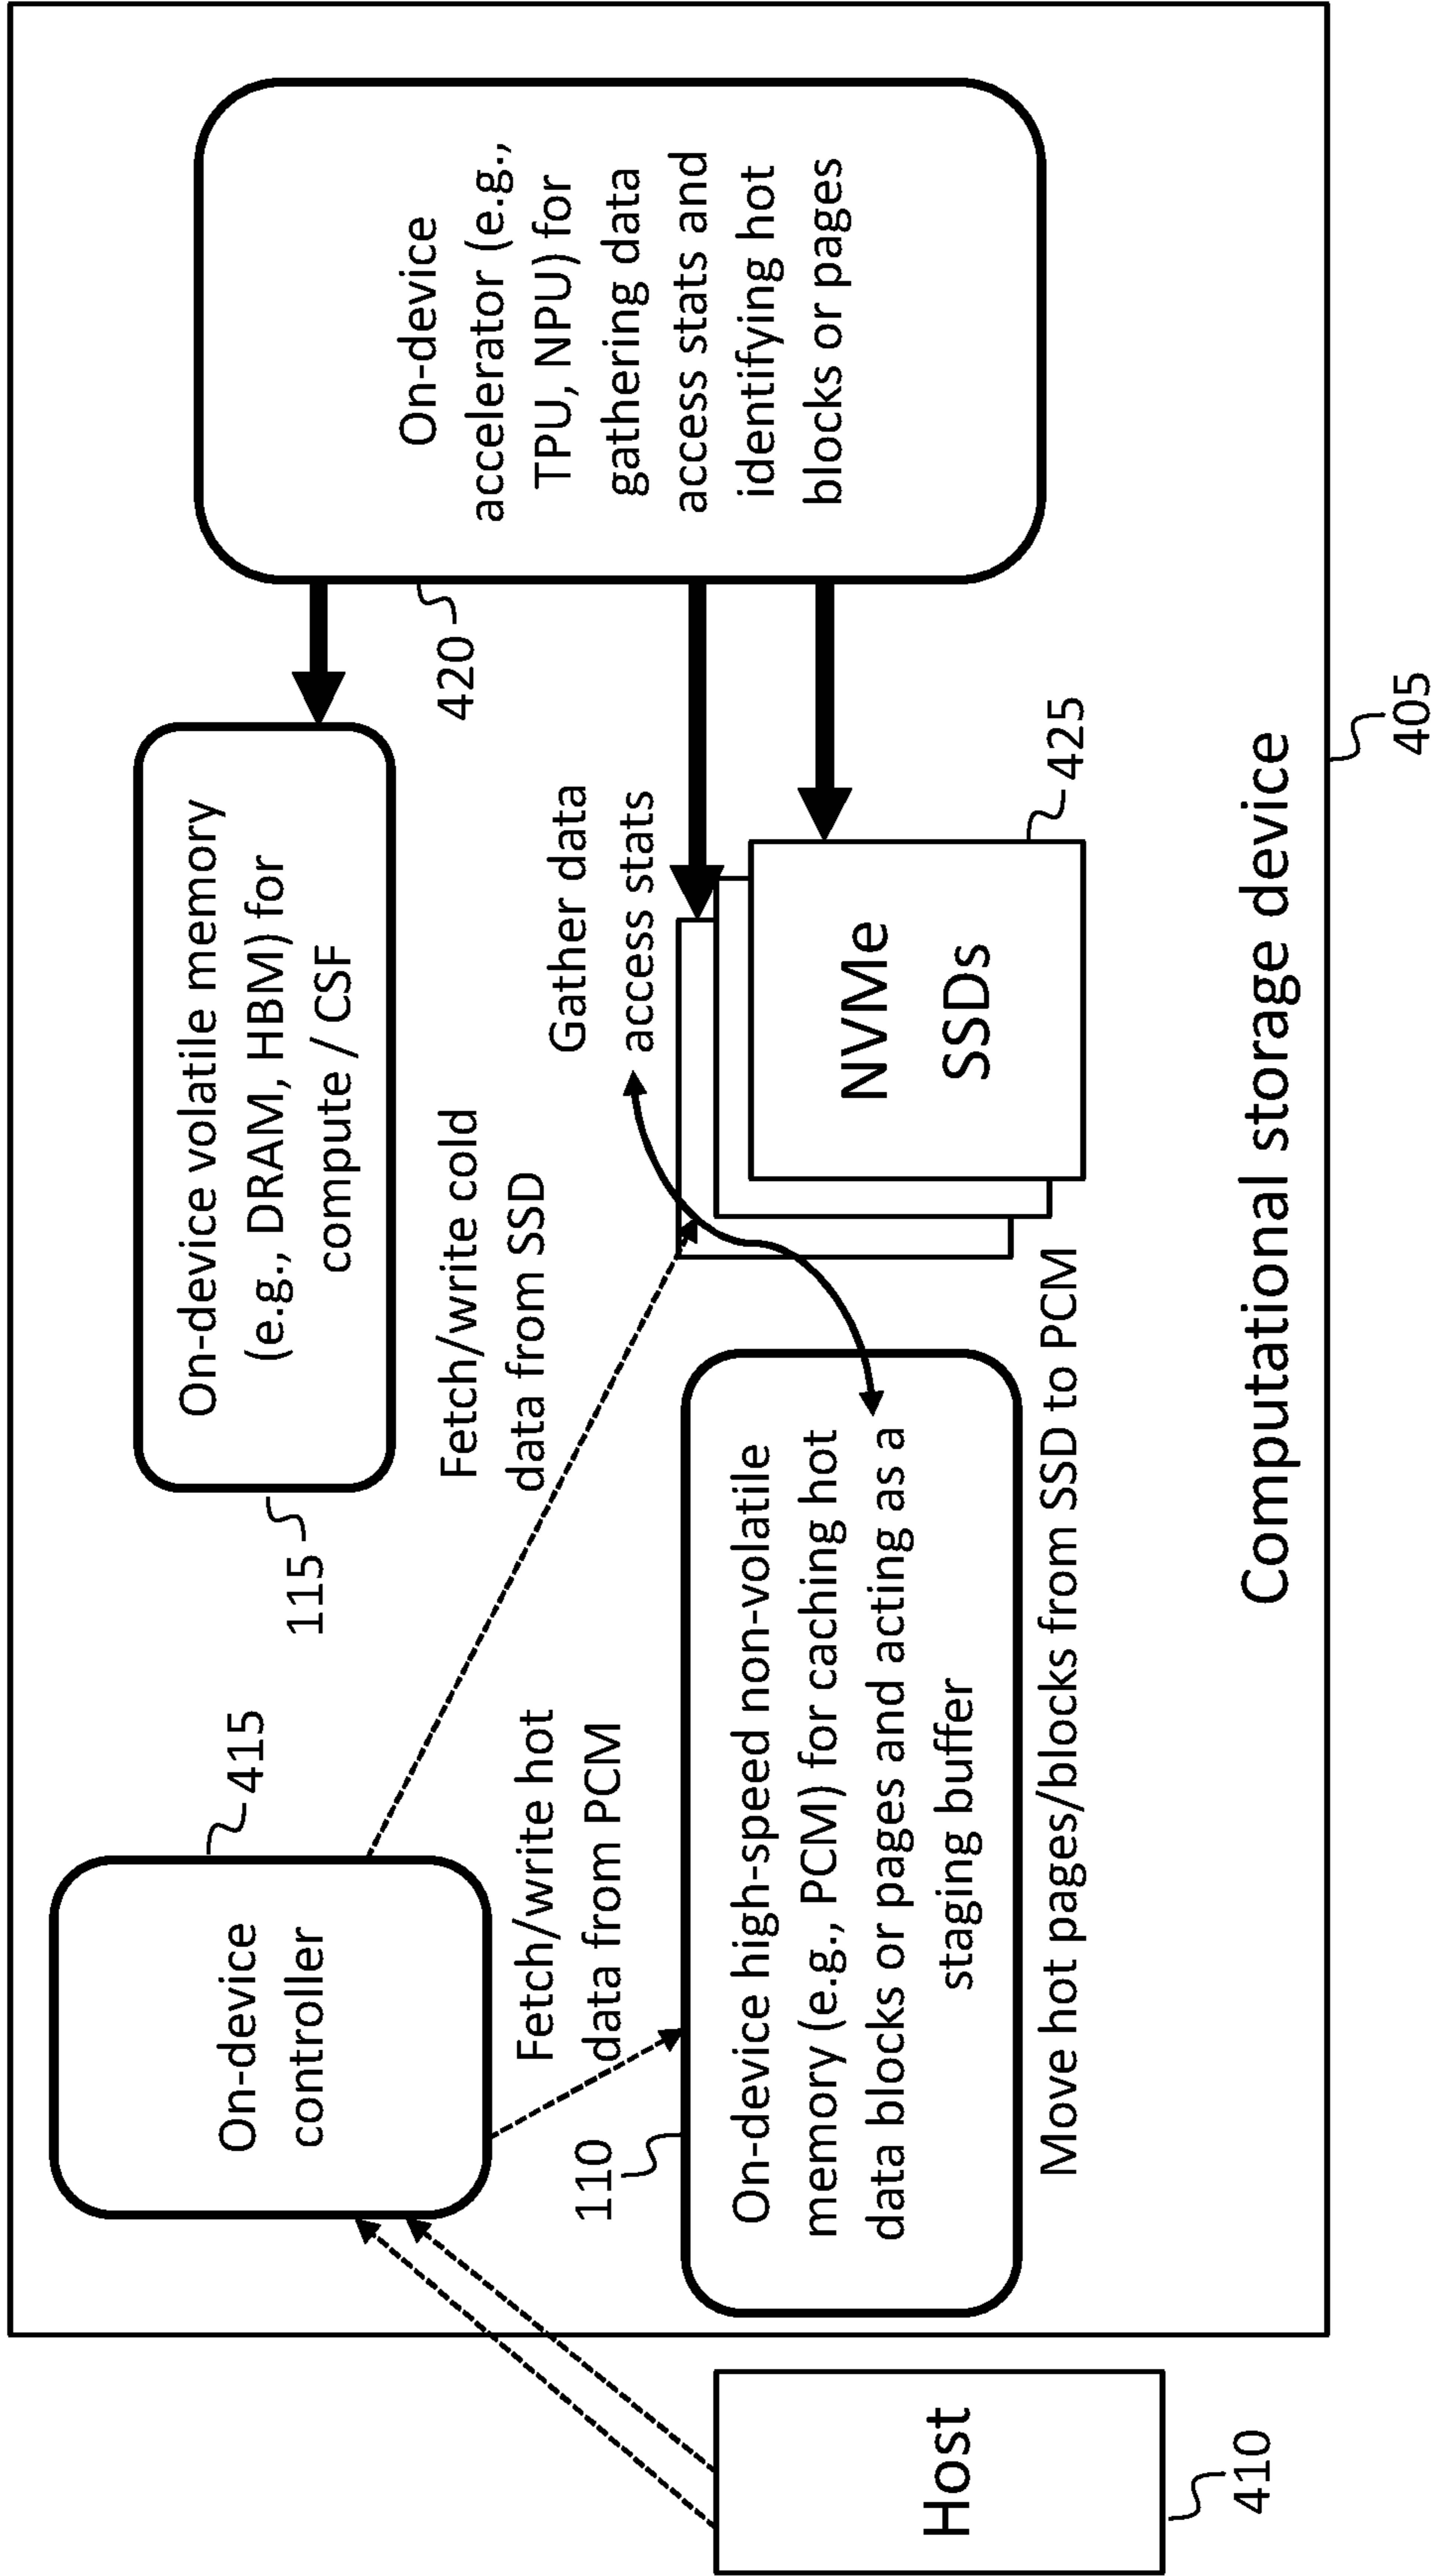 On-device
controller
415
On-device volatile memory
(e.g., DRAM, HBM) for
compute / CSF
115
On-device
accelerator (e.g.,
TPU, NPU) for
gathering data
access stats and
identifying hot
blocks or pages
420
Fetch/write cold
data from SSD
Fetch/write hot
data from PCM
Gather data
access stats
110
On-device high-speed non-volatile
memory (e.g., PCM) for caching hot
data blocks or pages and acting as a
staging buffer
NVMe
SSDs
425
Move hot pages/blocks from SSD to PCM
Host
410
Computational storage device
405